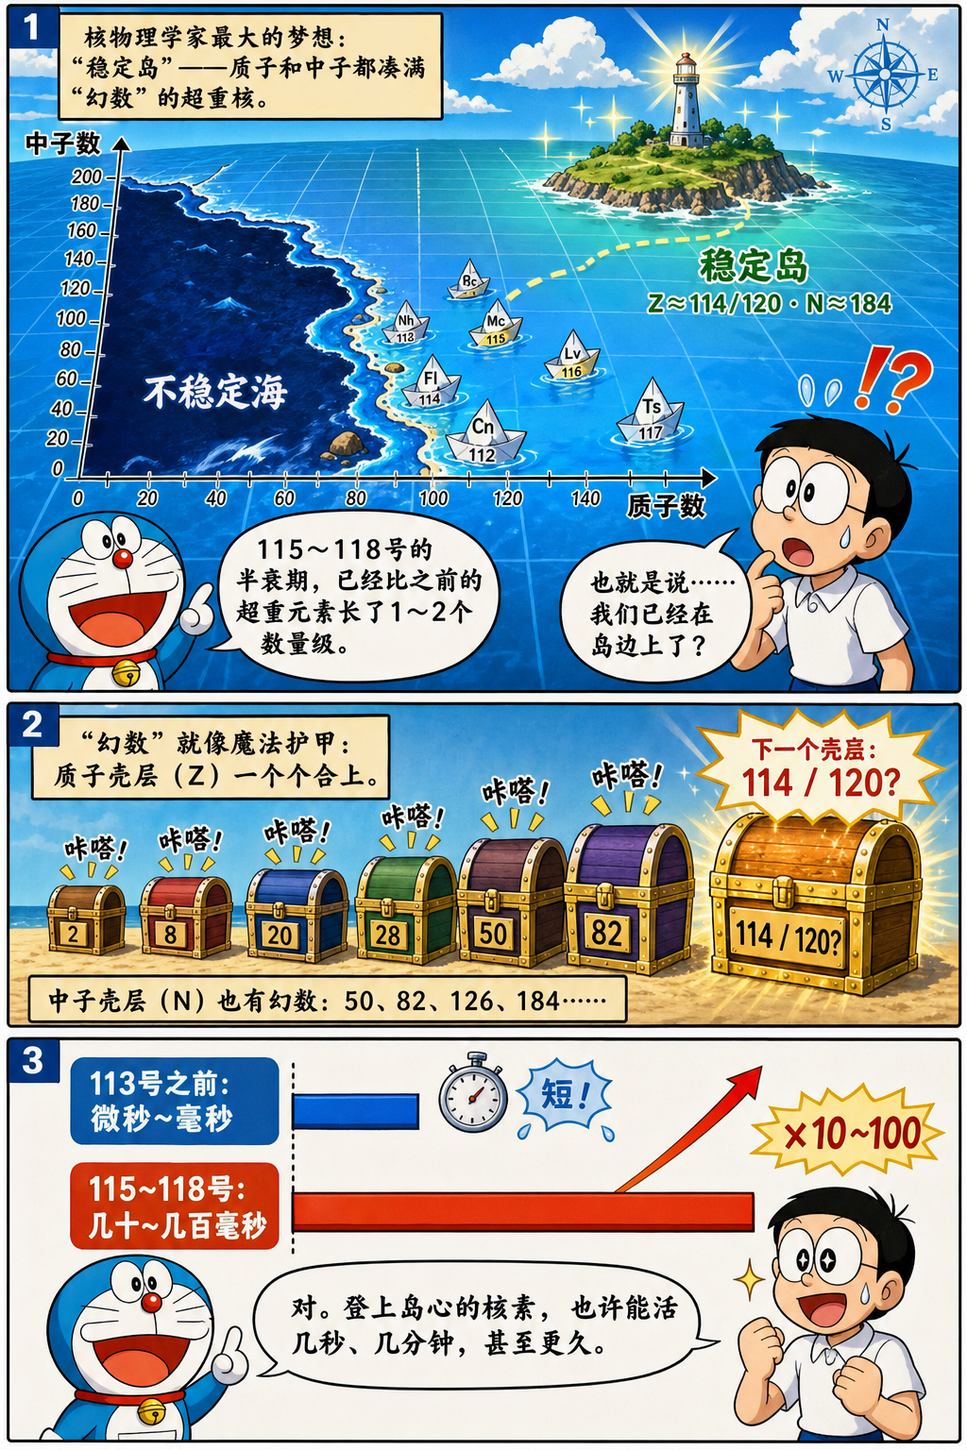 1
核物理学家最大的梦想：
“稳定岛”——质子和中子都凑满
“幻数”的超重核。
N
W
E
S
中子数
200
180
160
140
120
100
80
60
40
20
0
0
20
40
60
80
100
120
140
质子数
不稳定海
稳定岛
Z≈114/120·N≈184
Rc
Nh
113
Mc
115
Lv
116
Fl
114
Cn
112
Ts
117
!?
115～118号的
半衰期，已经比之前的
超重元素长了1～2个
数量级。
也就是说……
我们已经在
岛边上了？
2
“幻数”就像魔法护甲：
质子壳层（Z）一个个合上。
咔嗒！
咔嗒！
咔嗒！
咔嗒！
咔嗒！
咔嗒！
下一个壳层：
114 / 120?
2
8
20
28
50
82
114 / 120?
中子壳层（N）也有幻数：50、82、126、184……
3
113号之前：
微秒~毫秒
短！
×10~100
115~118号：
几十~几百毫秒
对。登上岛心的核素，也许能活
几秒、几分钟，甚至更久。